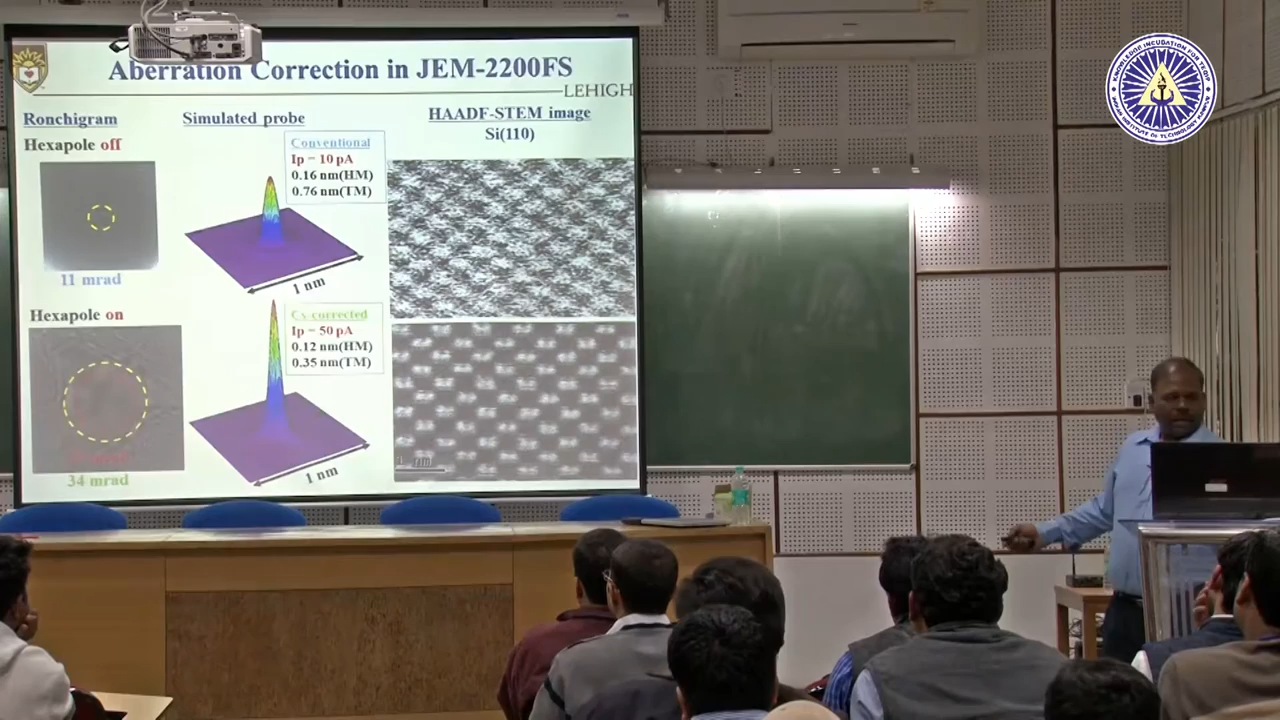 Aberration Correction in JEM-2200FS
LEHIGH
Ronchigram
Hexapole off
11 mrad
Hexapole on
34 mrad
Simulated probe
Conventional
Ip = 10 pA
0.16 nm(HM)
0.76 nm(TM)
1 nm
Cs-corrected
Ip = 50 pA
0.12 nm(HM)
0.35 nm(TM)
1 nm
HAADF-STEM image
Si(110)
1 nm